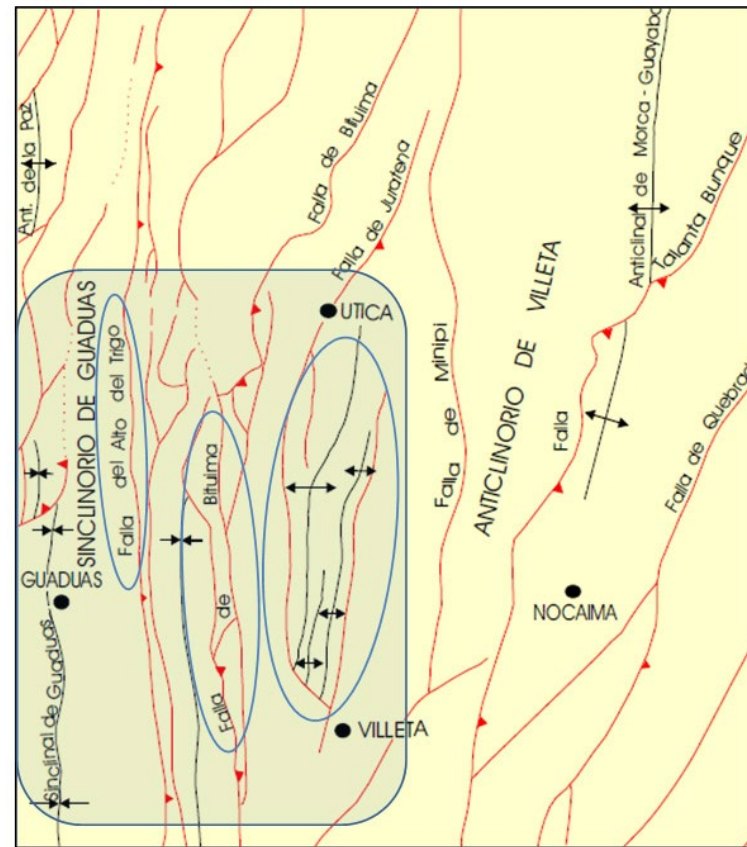 Ant. de la Paz
Falla de Bituima
Falla de Juratena
Anticlinal de Morca - Guayabo
Talanta Bunque
UTICA
SINCLINORIO DE GUADUAS
Falla del Alto del Trigo
Falla de Bituima
Falla de Minipi
ANTICLINORIO DE VILLETA
Falla
Falla de Quebrad
GUADUAS
NOCAIMA
Sinclinal de Guaduas
VILLETA